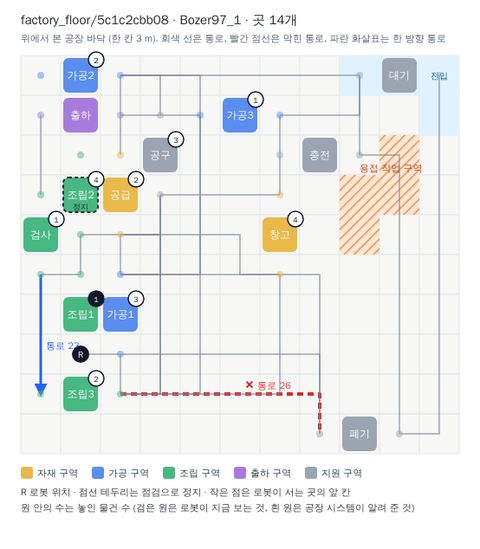 factory_floor/5c1c2cbb08 · Bozer97_1 · 곳 14개
위에서 본 공장 바닥 (한 칸 3 m). 회색 선은 통로, 빨간 점선은 막힌 통로, 파란 화살표는 한 방향 통로
2
가공2
대기
진입
출하
가공3
1
공구
3
충전
용접 작업 구역
조립2
4
정지
공급
2
검사
1
창고
4
조립1
1
가공1
3
통로 23
R
조립3
2
통로 26
폐기
자재 구역
가공 구역
조립 구역
출하 구역
지원 구역
R 로봇 위치 · 점선 테두리는 점검으로 정지 · 작은 점은 로봇이 서는 곳의 앞 칸
원 안의 수는 놓인 물건 수 (검은 원은 로봇이 지금 보는 것, 흰 원은 공장 시스템이 알려 준 것)